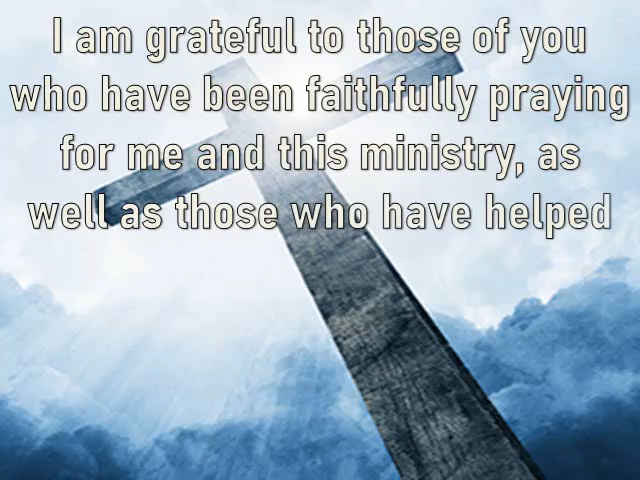 I am grateful to those of you
who have been faithfully praying
for me and this ministry, as
well as those who have helped